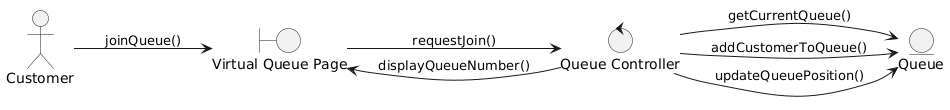 Customer
joinQueue()
Virtual Queue Page
requestJoin()
displayQueueNumber()
Queue Controller
getCurrentQueue()
addCustomerToQueue()
updateQueuePosition()
Queue